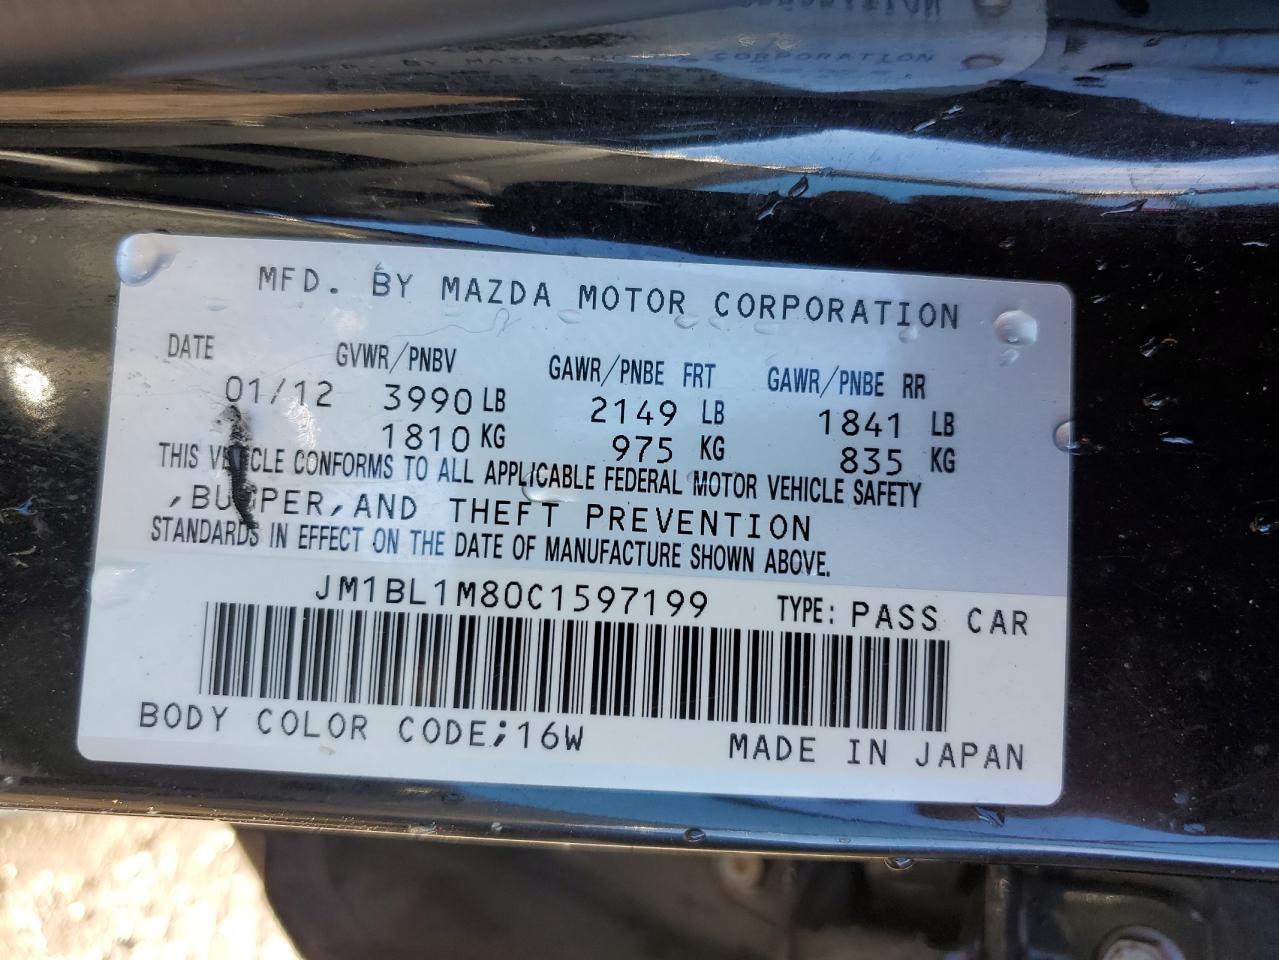 MFD. BY MAZDA MOTOR CORPORATION
DATE GVWR/PNBV GAWR/PNBE FRT GAWR/PNBE RR
01/12 3990 LB 2149 LB 1841 LB
1810 KG 975 KG 835 KG
THIS VEHICLE CONFORMS TO ALL APPLICABLE FEDERAL MOTOR VEHICLE SAFETY
,BUMPER,AND THEFT PREVENTION
STANDARDS IN EFFECT ON THE DATE OF MANUFACTURE SHOWN ABOVE.
JM1BL1M80C1597199 TYPE: PASS CAR
BODY COLOR CODE;16W MADE IN JAPAN